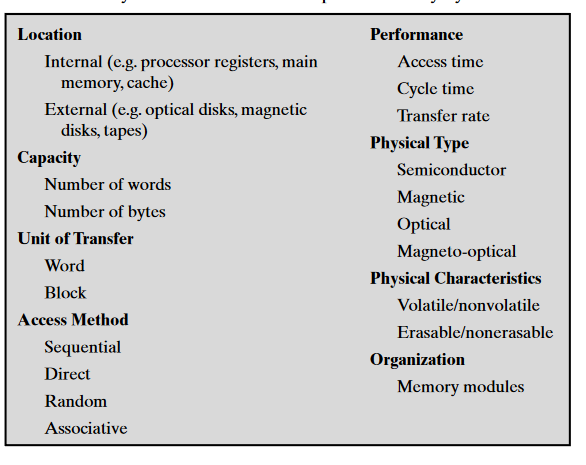 Location
Internal (e.g. processor registers, main
memory, cache)
External (e.g. optical disks, magnetic
disks, tapes)
Capacity
Number of words
Number of bytes
Unit of Transfer
Word
Block
Access Method
Sequential
Direct
Random
Associative
Performance
Access time
Cycle time
Transfer rate
Physical Type
Semiconductor
Magnetic
Optical
Magneto-optical
Physical Characteristics
Volatile/nonvolatile
Erasable/nonerasable
Organization
Memory modules